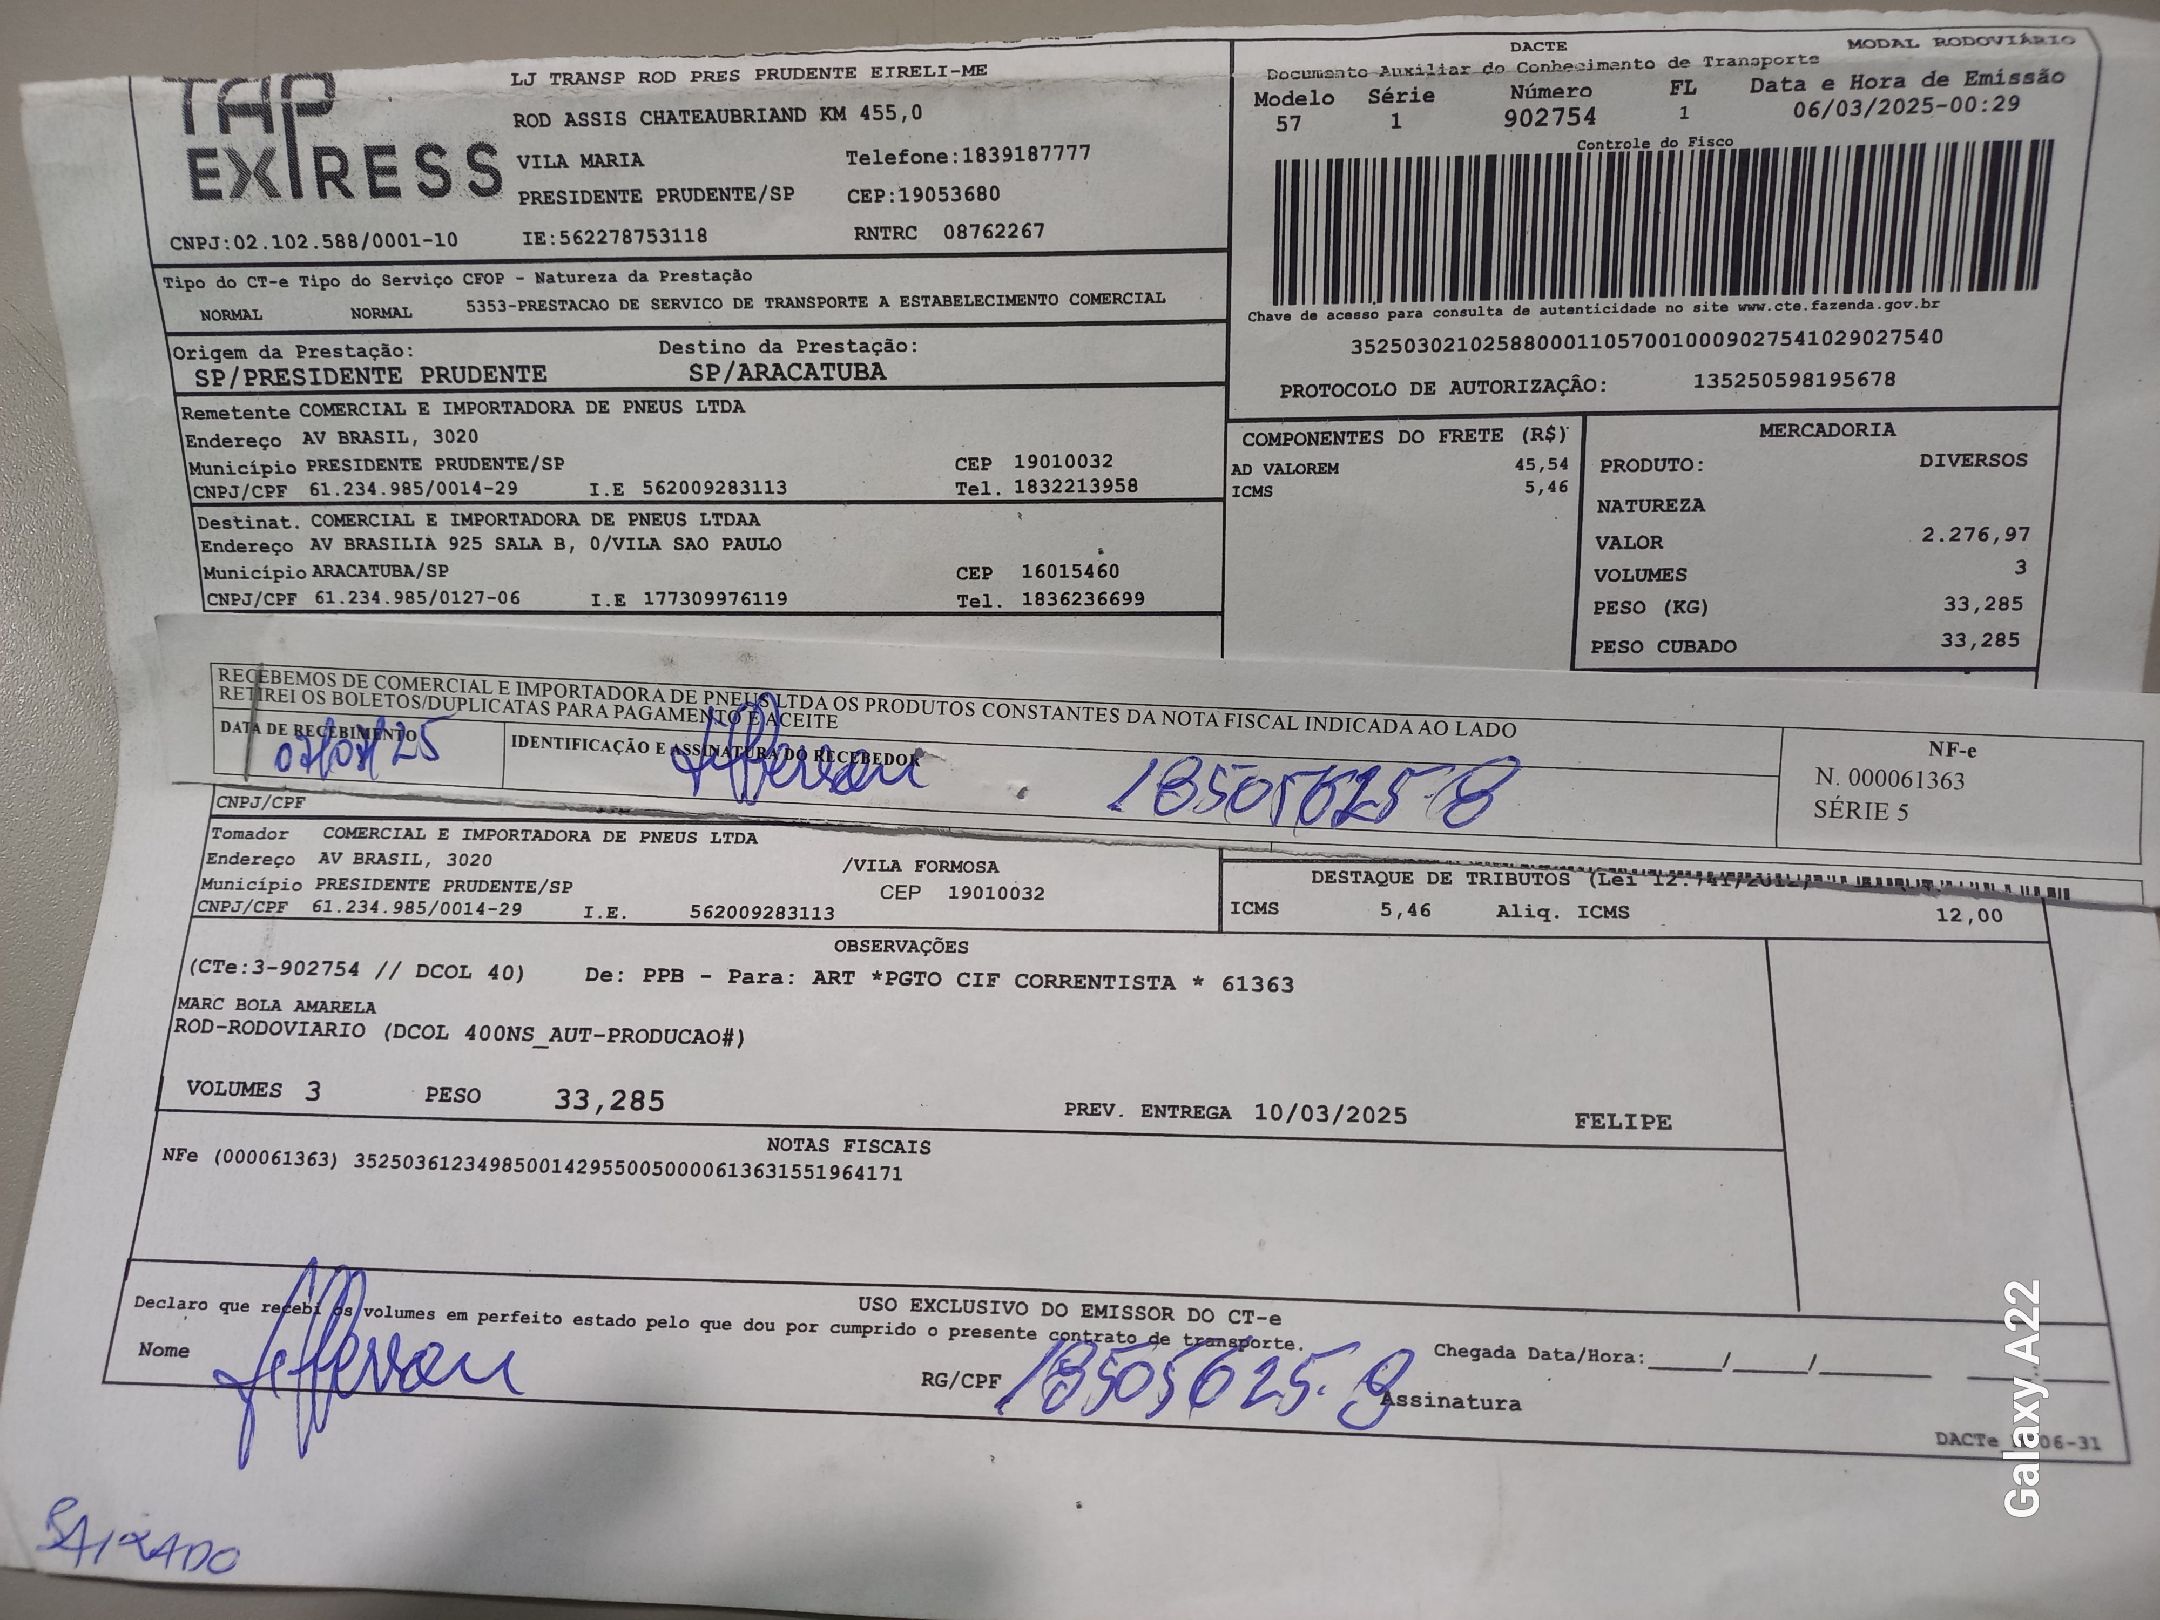 TAP EXPRESS
LJ TRANSP ROD PRES PRUDENTE EIRELI-ME
ROD ASSIS CHATEAUBRIAND KM 455,0
VILA MARIA Telefone:1839187777
PRESIDENTE PRUDENTE/SP CEP:19053680
CNPJ:02.102.588/0001-10 IE:562278753118 RNTRC 08762267
DACTE MODAL RODOVIÁRIO
Documento Auxiliar do Conhecimento de Transporte
Modelo Série Número FL Data e Hora de Emissão
57 1 902754 1 06/03/2025-00:29
Controle do Fisco
Chave de acesso para consulta de autenticidade no site www.cte.fazenda.gov.br
35250302102588000110570010009027541029027540
PROTOCOLO DE AUTORIZAÇÃO: 135250598195678
Tipo do CT-e Tipo do Serviço CFOP - Natureza da Prestação
NORMAL NORMAL 5353-PRESTACAO DE SERVICO DE TRANSPORTE A ESTABELECIMENTO COMERCIAL
Origem da Prestação: Destino da Prestação:
SP/PRESIDENTE PRUDENTE SP/ARACATUBA
Remetente COMERCIAL E IMPORTADORA DE PNEUS LTDA
Endereço AV BRASIL, 3020
Município PRESIDENTE PRUDENTE/SP CEP 19010032
CNPJ/CPF 61.234.985/0014-29 I.E 562009283113 Tel. 1832213958
Destinat. COMERCIAL E IMPORTADORA DE PNEUS LTDAA
Endereço AV BRASILIA 925 SALA B, 0/VILA SAO PAULO
Município ARACATUBA/SP CEP 16015460
CNPJ/CPF 61.234.985/0127-06 I.E 177309976119 Tel. 1836236699
COMPONENTES DO FRETE (R$)
AD VALOREM 45,54
ICMS 5,46
MERCADORIA
PRODUTO: DIVERSOS
NATUREZA
VALOR 2.276,97
VOLUMES 3
PESO (KG) 33,285
PESO CUBADO 33,285
RECEBEMOS DE COMERCIAL E IMPORTADORA DE PNEUS LTDA OS PRODUTOS CONSTANTES DA NOTA FISCAL INDICADA AO LADO
RETIREI OS BOLETOS/DUPLICATAS PARA PAGAMENTO E ACEITE
DATA DE RECEBIMENTO IDENTIFICAÇÃO E ASSINATURA DO RECEBEDOR
Jefferson 18505625-8
NF-e
N. 000061363
SÉRIE 5
CNPJ/CPF
Tomador COMERCIAL E IMPORTADORA DE PNEUS LTDA
Endereço AV BRASIL, 3020 /VILA FORMOSA
Município PRESIDENTE PRUDENTE/SP CEP 19010032
CNPJ/CPF 61.234.985/0014-29 I.E. 562009283113
DESTAQUE DE TRIBUTOS (Lei 12.741/2012)
ICMS 5,46 Aliq. ICMS 12,00
OBSERVAÇÕES
(CTe:3-902754 // DCOL 40) De: PPB - Para: ART *PGTO CIF CORRENTISTA * 61363
MARC BOLA AMARELA
ROD-RODOVIARIO (DCOL 400NS_AUT-PRODUCAO#)
VOLUMES 3 PESO 33,285 PREV. ENTREGA 10/03/2025 FELIPE
NOTAS FISCAIS
NFe (000061363) 35250361234985001429550050000613631551964171
USO EXCLUSIVO DO EMISSOR DO CT-e
Declaro que recebi os volumes em perfeito estado pelo que dou por cumprido o presente contrato de transporte.
Nome Jefferson RG/CPF 18505625-8 Assinatura
Chegada Data/Hora:_____/_____/_______ ______
BAIXADO
Galaxy A22